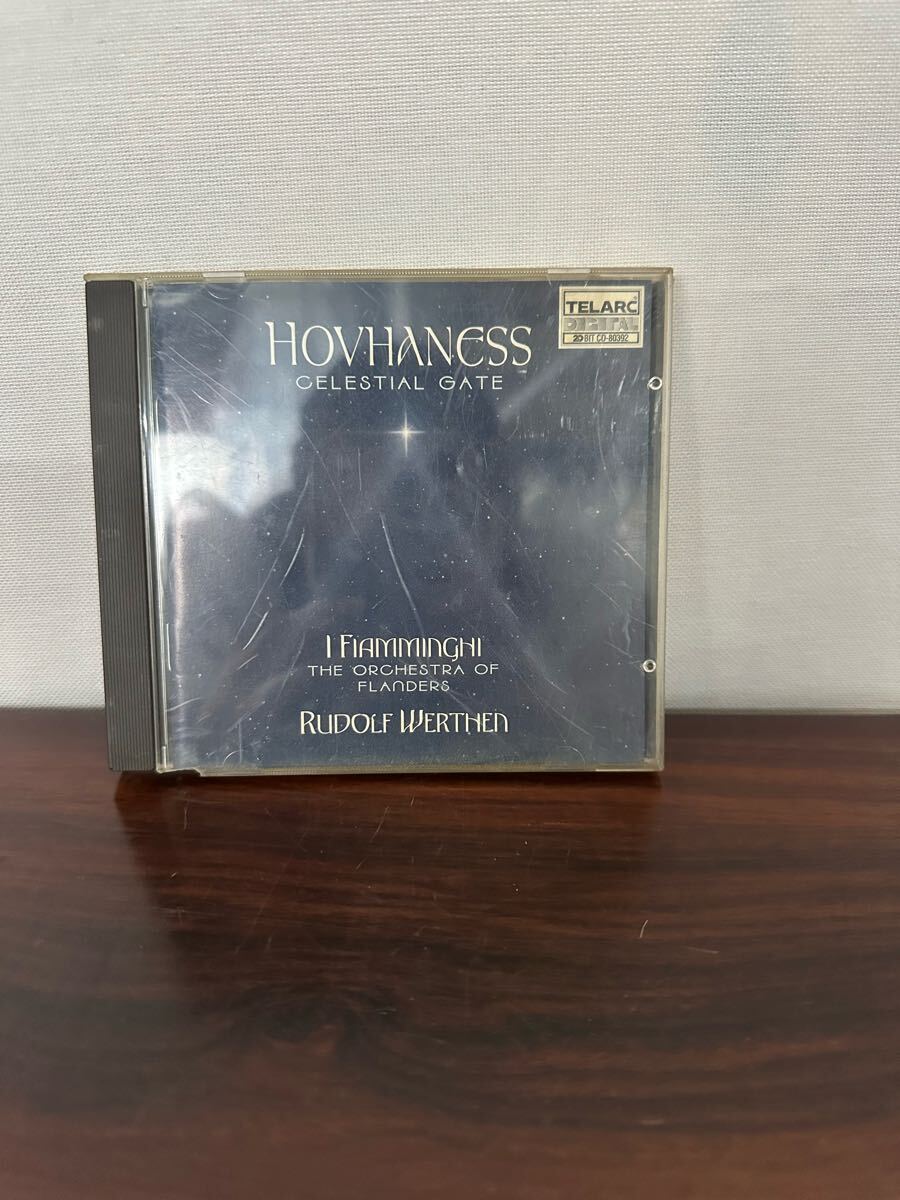 HOVHANESS
CELESTIAL GATE
TELARC
DIGITAL
20 BIT CD-80392
I FIAMMINGHI
THE ORCHESTRA OF
FLANDERS
RUDOLF WERTHEN